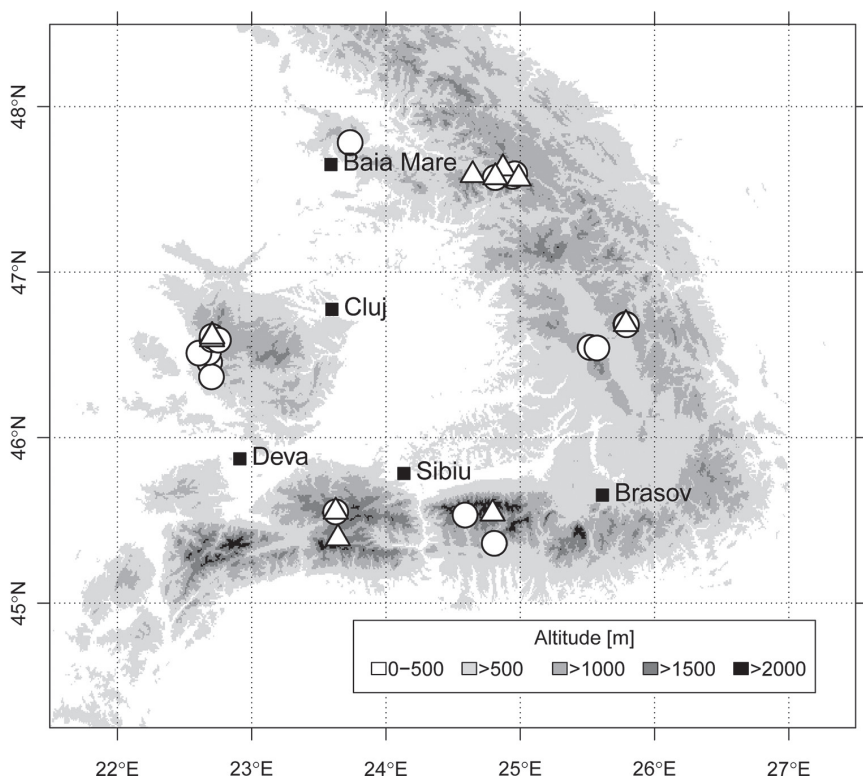 48°N
47°N
46°N
45°N
Baia Mare
Cluj
Deva
Sibiu
Brasov
Altitude [m]
0−500 >500 >1000 >1500 >2000
22°E 23°E 24°E 25°E 26°E 27°E